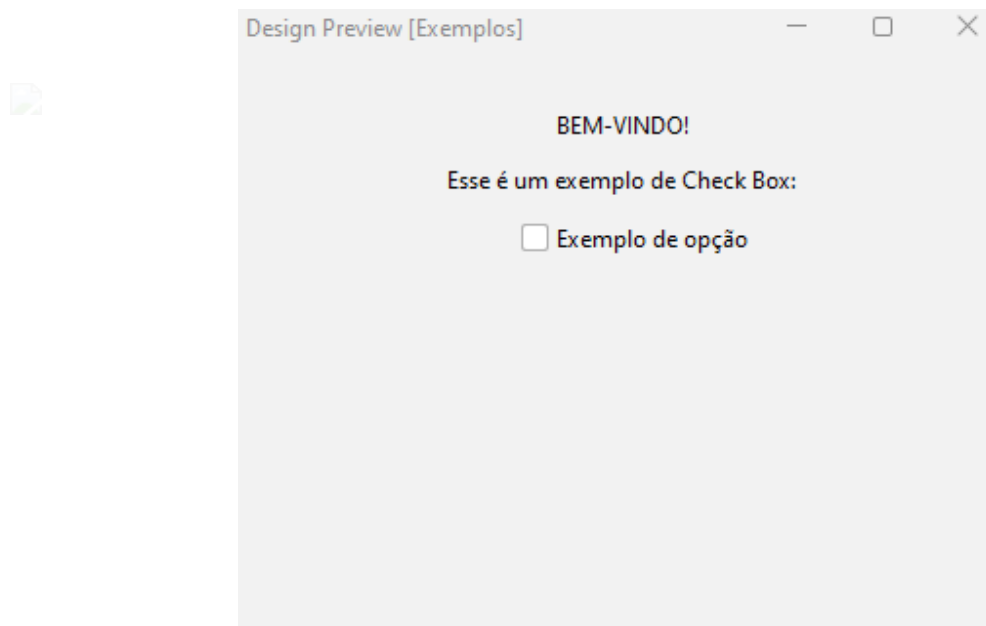 Design Preview [Exemplos]
BEM-VINDO!
Esse é um exemplo de Check Box:
Exemplo de opção